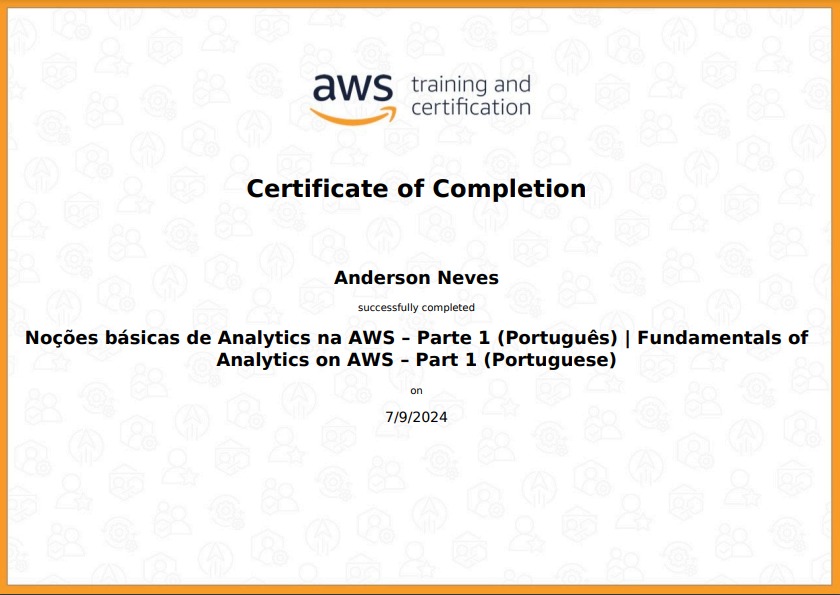 aws training and
certification
Certificate of Completion
Anderson Neves
successfully completed
Noções básicas de Analytics na AWS – Parte 1 (Português) | Fundamentals of
Analytics on AWS – Part 1 (Portuguese)
on
7/9/2024